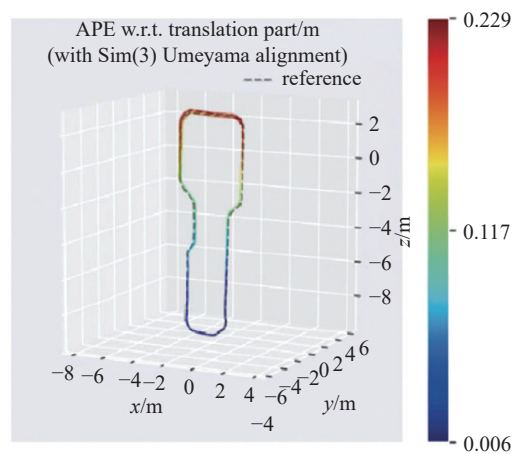 APE w.r.t. translation part/m
(with Sim(3) Umeyama alignment)
reference
0.229
0.117
0.006
2
0
−2
−4
−6
−8
z/m
−8 −6 −4 −2 0 2 4
x/m
−6 −4 −2 0 2 4 6
y/m
−4